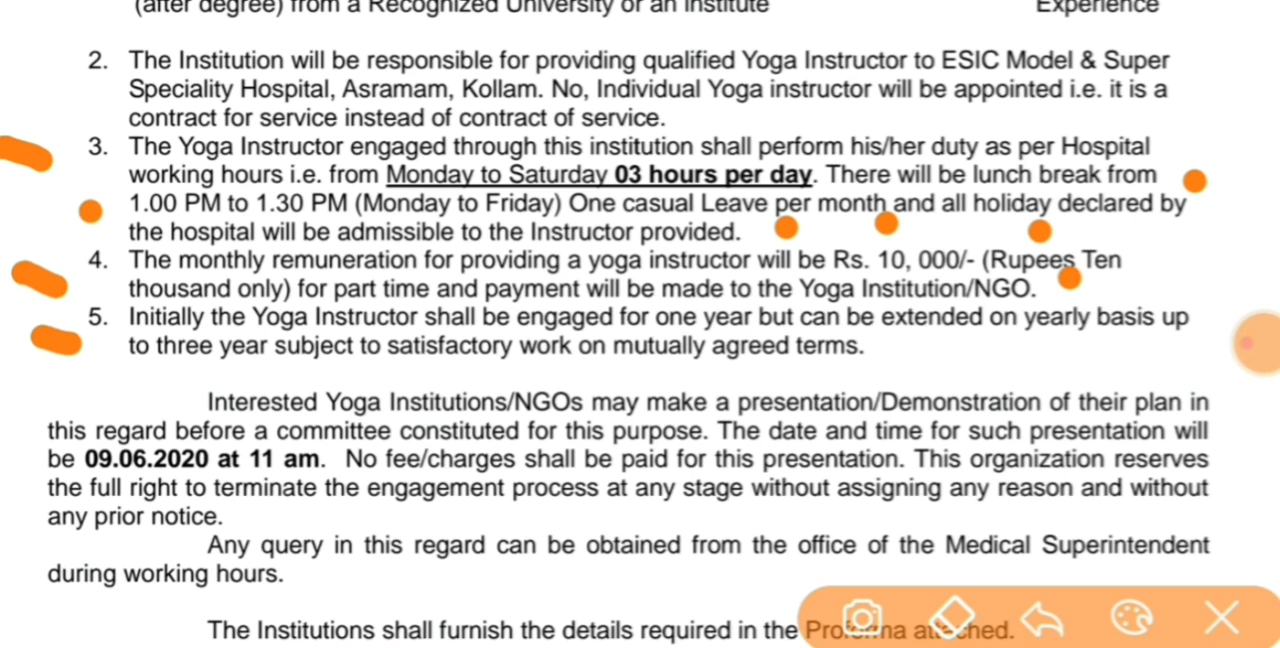 (after degree) from a Recognized University or an Institute Experience
2. The Institution will be responsible for providing qualified Yoga Instructor to ESIC Model & Super
Speciality Hospital, Asramam, Kollam. No, Individual Yoga instructor will be appointed i.e. it is a
contract for service instead of contract of service.
3. The Yoga Instructor engaged through this institution shall perform his/her duty as per Hospital
working hours i.e. from Monday to Saturday 03 hours per day. There will be lunch break from
1.00 PM to 1.30 PM (Monday to Friday) One casual Leave per month and all holiday declared by
the hospital will be admissible to the Instructor provided.
4. The monthly remuneration for providing a yoga instructor will be Rs. 10, 000/- (Rupees Ten
thousand only) for part time and payment will be made to the Yoga Institution/NGO.
5. Initially the Yoga Instructor shall be engaged for one year but can be extended on yearly basis up
to three year subject to satisfactory work on mutually agreed terms.
Interested Yoga Institutions/NGOs may make a presentation/Demonstration of their plan in
this regard before a committee constituted for this purpose. The date and time for such presentation will
be 09.06.2020 at 11 am. No fee/charges shall be paid for this presentation. This organization reserves
the full right to terminate the engagement process at any stage without assigning any reason and without
any prior notice.
Any query in this regard can be obtained from the office of the Medical Superintendent
during working hours.
The Institutions shall furnish the details required in the Proforma attached.